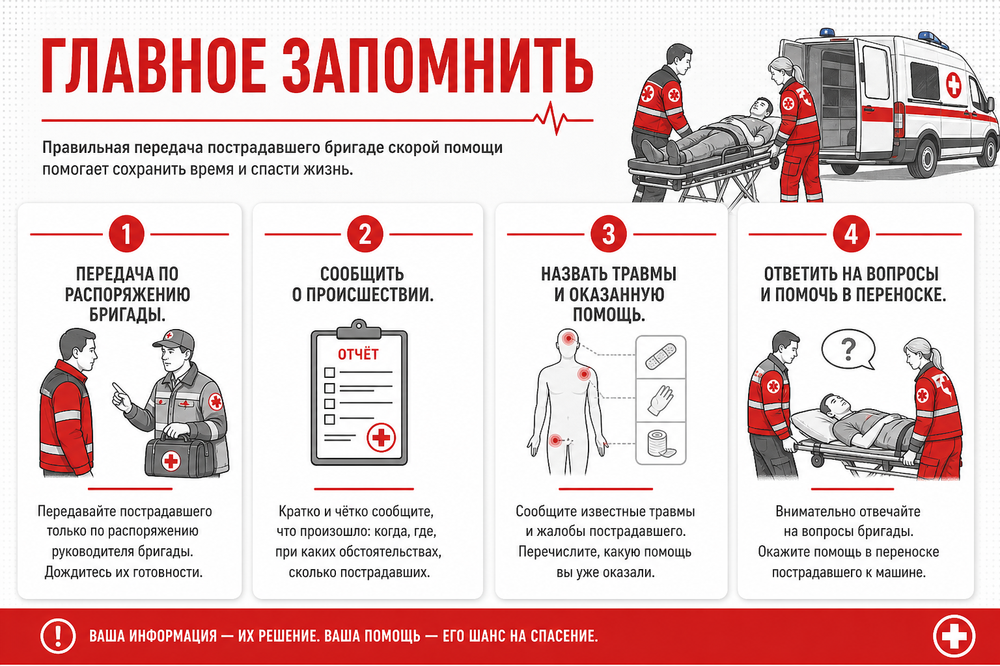 ГЛАВНОЕ ЗАПОМНИТЬ
Правильная передача пострадавшего бригаде скорой помощи
помогает сохранить время и спасти жизнь.
1
ПЕРЕДАЧА ПО
РАСПОРЯЖЕНИЮ
БРИГАДЫ.
Передавайте пострадавшего
только по распоряжению
руководителя бригады.
Дождитесь их готовности.
2
СООБЩИТЬ
О ПРОИСШЕСТВИИ.
ОТЧЁТ
Кратко и чётко сообщите,
что произошло: когда, где,
при каких обстоятельствах,
сколько пострадавших.
3
НАЗВАТЬ ТРАВМЫ
И ОКАЗАННУЮ
ПОМОЩЬ.
Сообщите известные травмы
и жалобы пострадавшего.
Перечислите, какую помощь
вы уже оказали.
4
ОТВЕТИТЬ НА ВОПРОСЫ
И ПОМОЧЬ В ПЕРЕНОСКЕ.
?
Внимательно отвечайте
на вопросы бригады.
Окажите помощь в переноске
пострадавшего к машине.
! ВАША ИНФОРМАЦИЯ — ИХ РЕШЕНИЕ. ВАША ПОМОЩЬ — ЕГО ШАНС НА СПАСЕНИЕ.